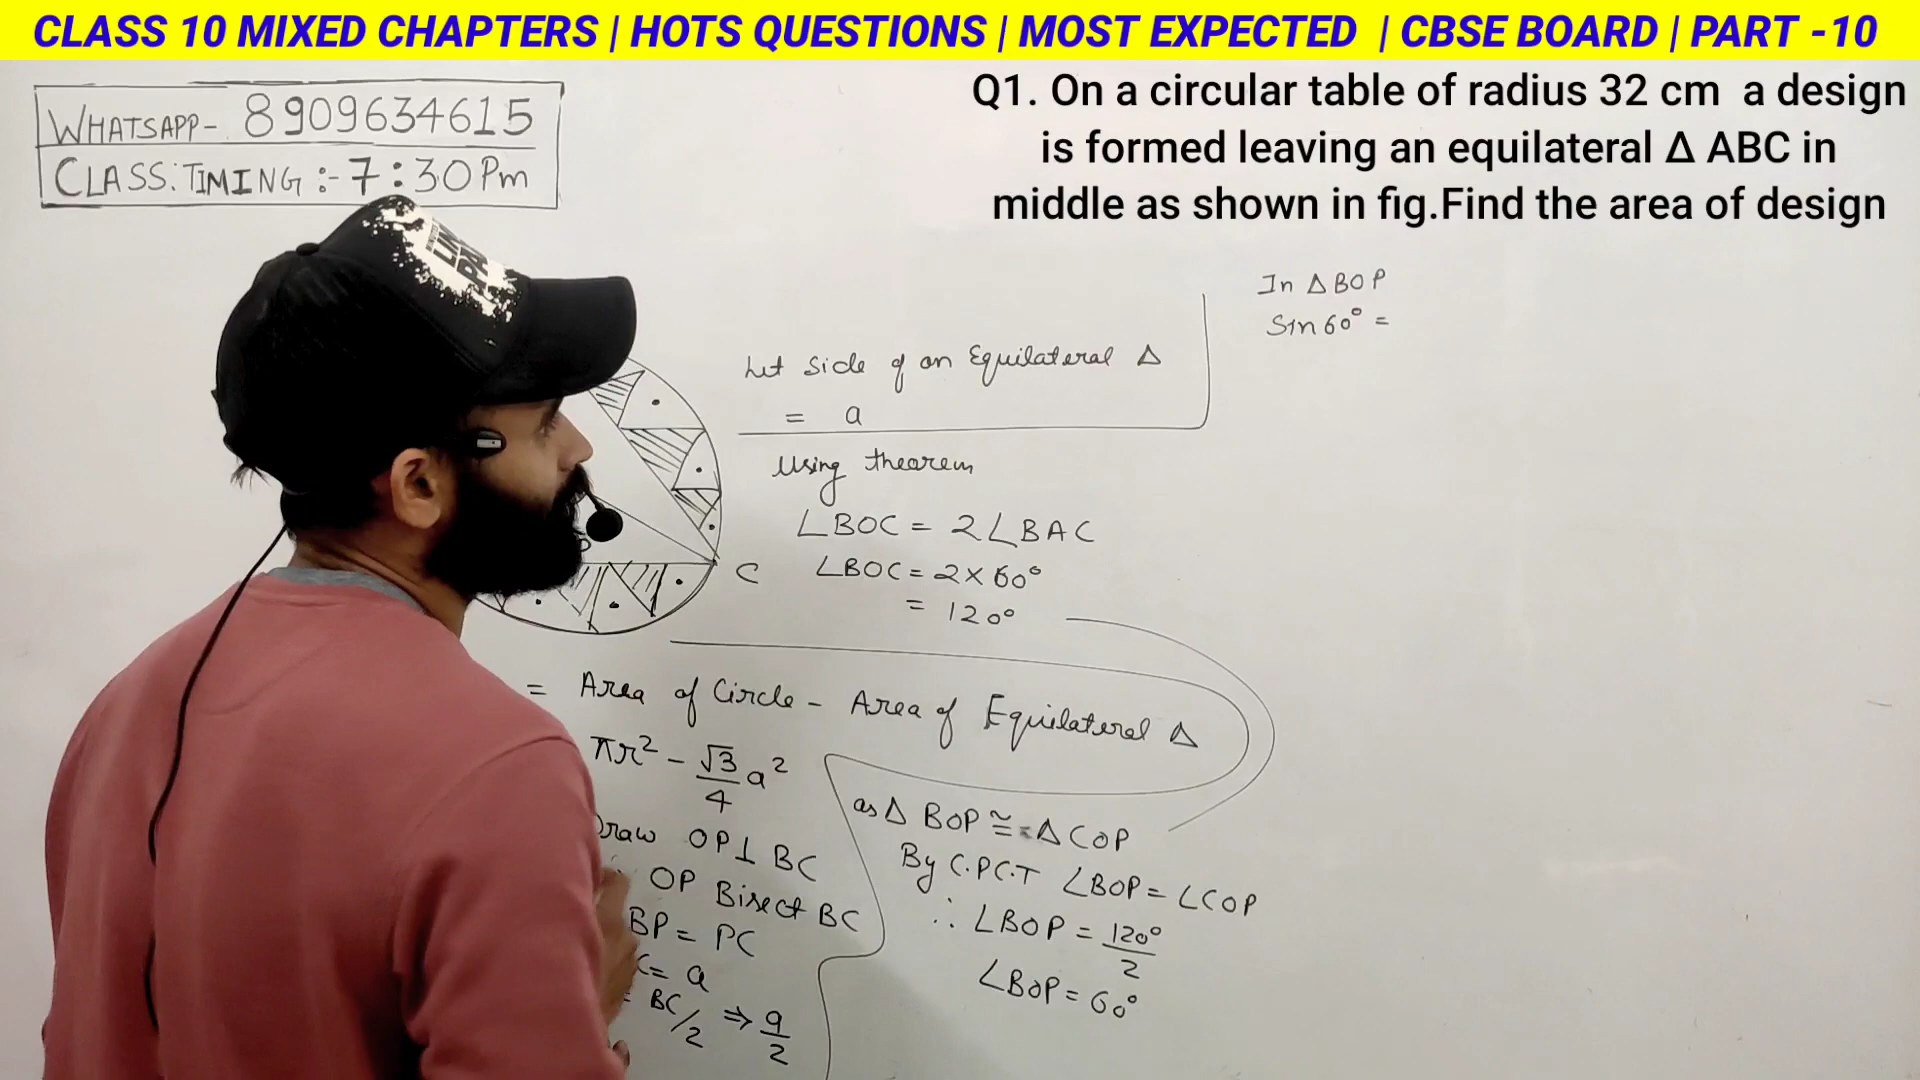 CLASS 10 MIXED CHAPTERS | HOTS QUESTIONS | MOST EXPECTED | CBSE BOARD | PART -10
WHATSAPP- 8909634615
CLASS:TIMING :- 7:30 Pm
Q1. On a circular table of radius 32 cm a design
is formed leaving an equilateral Δ ABC in
middle as shown in fig.Find the area of design
Let Side of an Equilateral Δ
= a
Using theorem
∠BOC = 2∠BAC
∠BOC = 2×60°
= 120°
C
In Δ BOP
Sin 60° =
= Area of Circle - Area of Equilateral Δ
πr² - √3/4 a²
Draw OP⊥ BC
OP Bisect BC
BP = PC
= a
= BC/2 ⇒ a/2
as Δ BOP ≅ Δ COP
By C.P.C.T ∠BOP = ∠COP
∴ ∠BOP = 120°/2
∠BOP = 60°